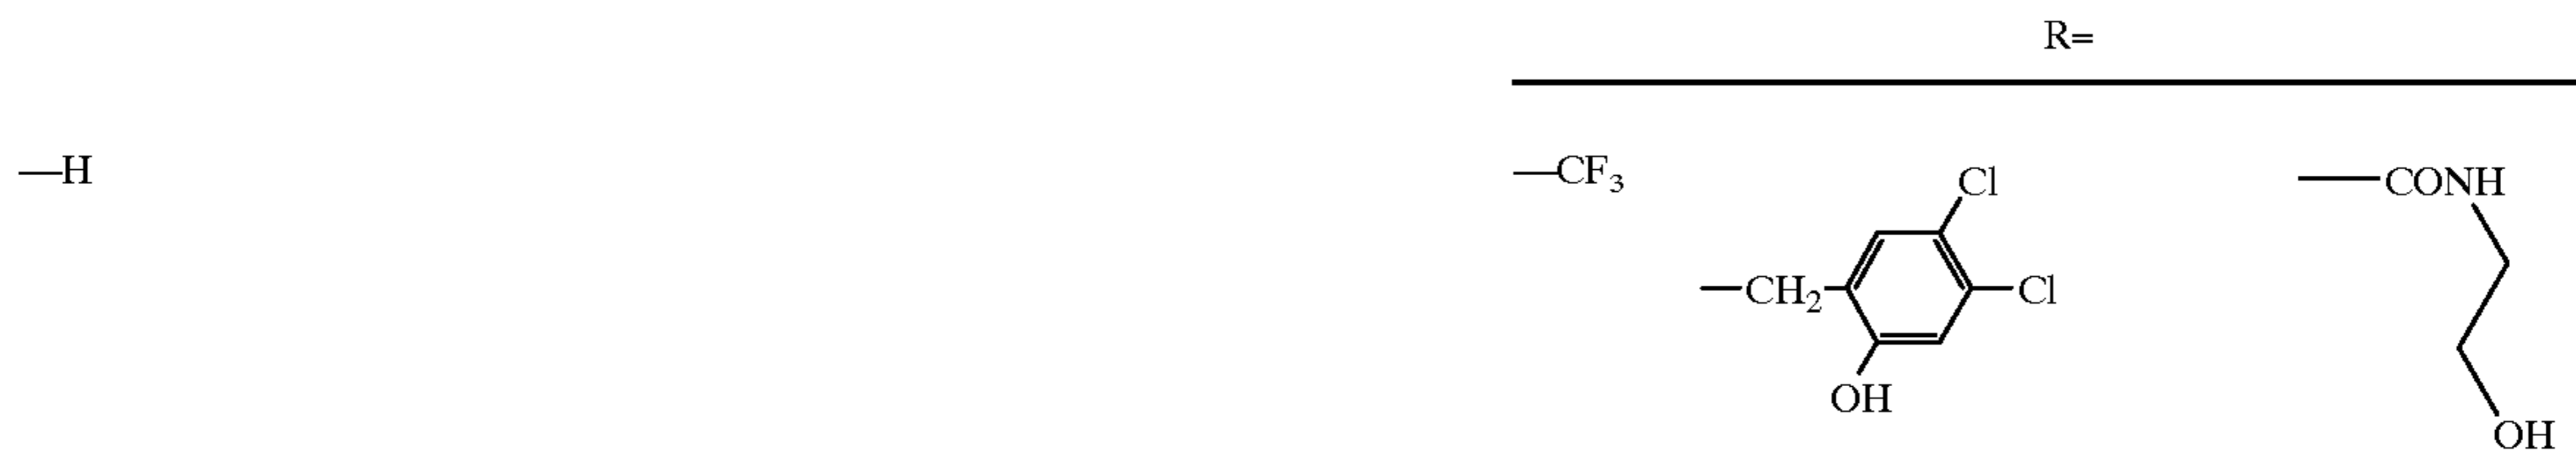 R=
—H
—CF3
Cl
—CONH
—CH2
Cl
OH
OH